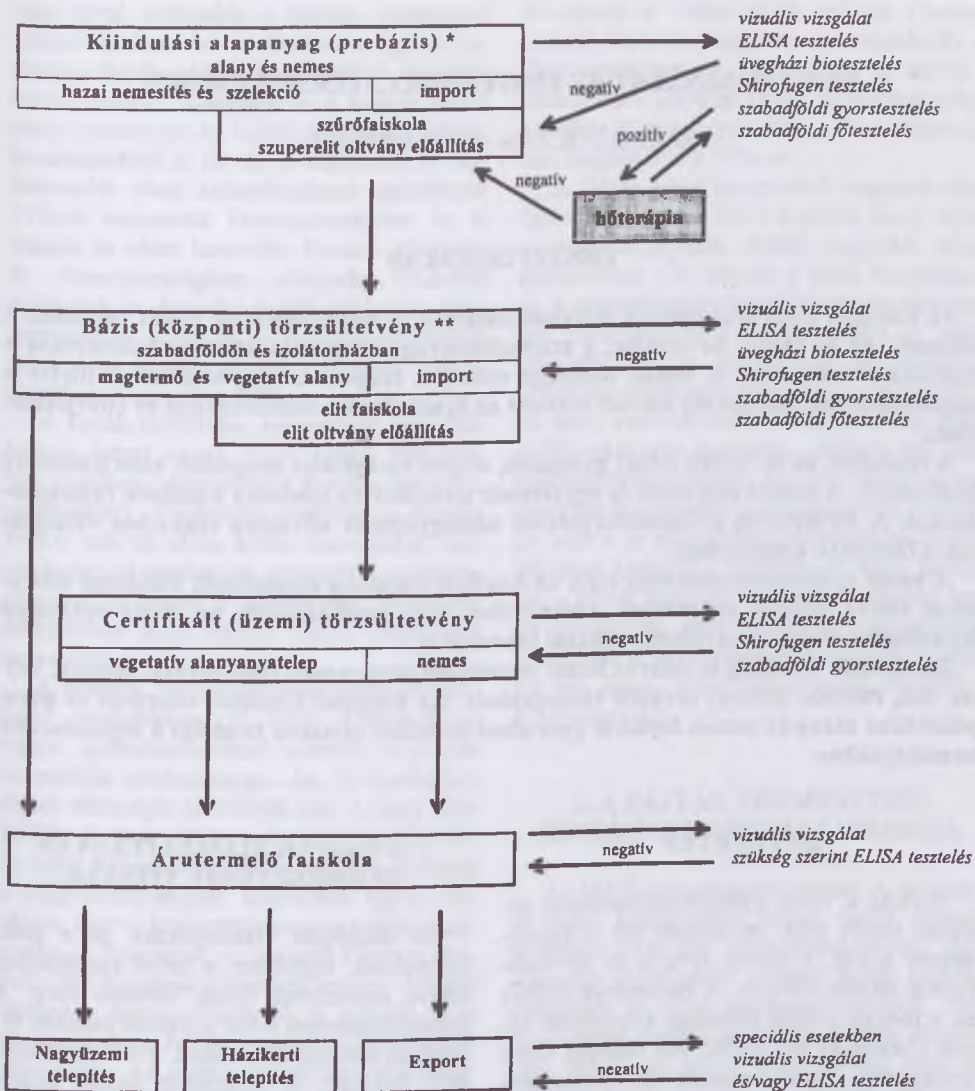 Kiindulási alapanyag (prebázis) *
alany és nemes
hazai nemesítés és szelekció
import
szűrőfaiskola
szuperelit oltvány előállítás
vizuális vizsgálat
ELISA tesztelés
üvegházi biotesztelés
Shirofugen tesztelés
szabadföldi gyorstesztelés
szabadföldi főtesztelés
negatív
pozitív
negatív
hőterápia
Bázis (központi) törzsültetvény **
szabadföldön és izolátorházban
magtermő és vegetatív alany
import
elit faiskola
elit oltvány előállítás
negatív
vizuális vizsgálat
ELISA tesztelés
üvegházi biotesztelés
Shirofugen tesztelés
szabadföldi gyorstesztelés
szabadföldi főtesztelés
Certifikált (üzemi) törzsültetvény
vegetatív alanyanyatelep
nemes
negatív
vizuális vizsgálat
ELISA tesztelés
Shirofugen tesztelés
szabadföldi gyorstesztelés
Árutermelő faiskola
negatív
vizuális vizsgálat
szükség szerint ELISA tesztelés
Nagyüzemi
telepítés
Házikerti
telepítés
Export
negatív
speciális esetekben
vizuális vizsgálat
és/vagy ELISA tesztelés